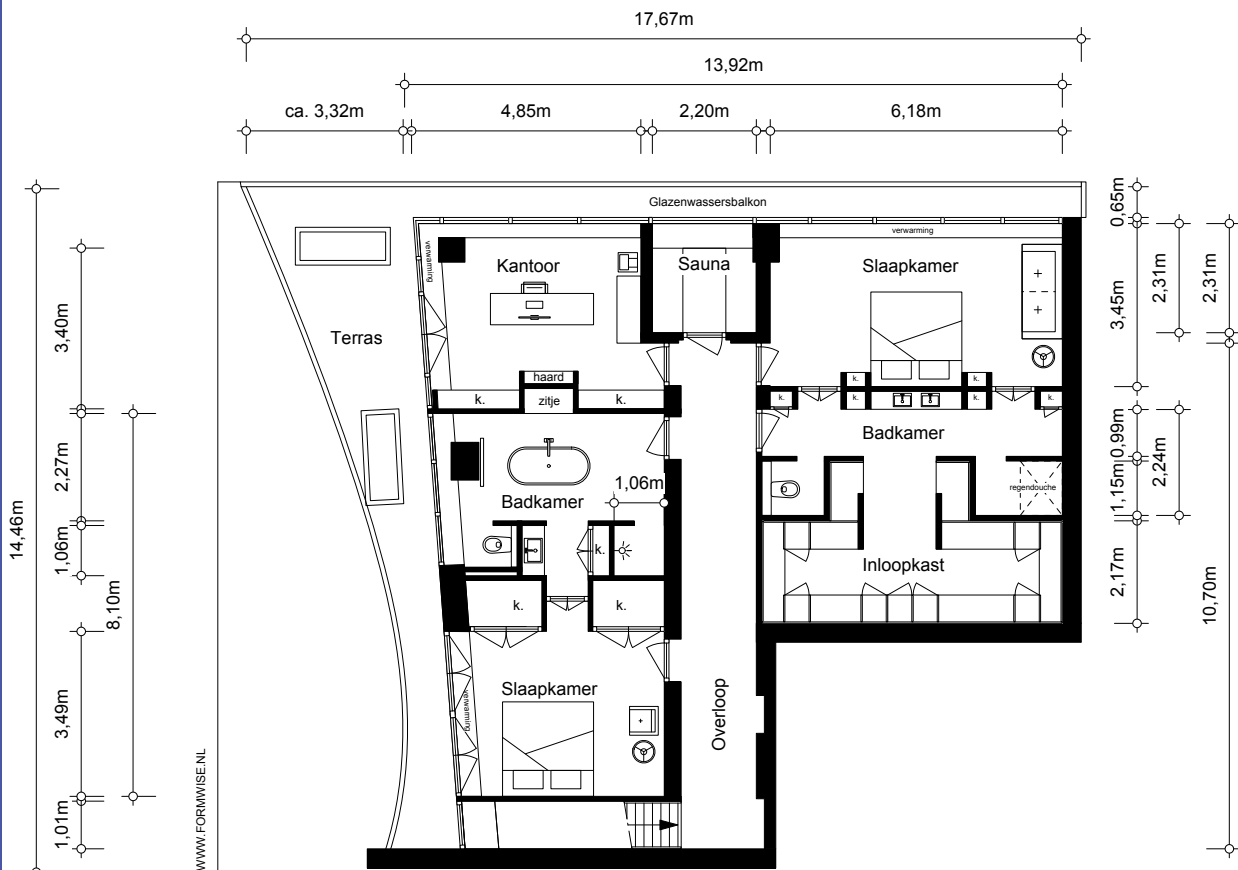 17,67m
13,92m
ca. 3,32m
4,85m
2,20m
6,18m
Glazenwassersbalkon
verwarming
verwarming
Kantoor
Sauna
Slaapkamer
Terras
haard
k.
zitje
k.
k.
k.
k.
k.
k.
k.
Badkamer
Badkamer
1,06m
regendouche
k.
Inloopkast
k.
k.
Slaapkamer
verwarming
Overloop
14,46m
3,40m
2,27m
1,06m
8,10m
3,49m
1,01m
0,65m
3,45m
2,31m
2,31m
0,99m
1,15m
2,24m
2,17m
10,70m
WWW.FORMWISE.NL